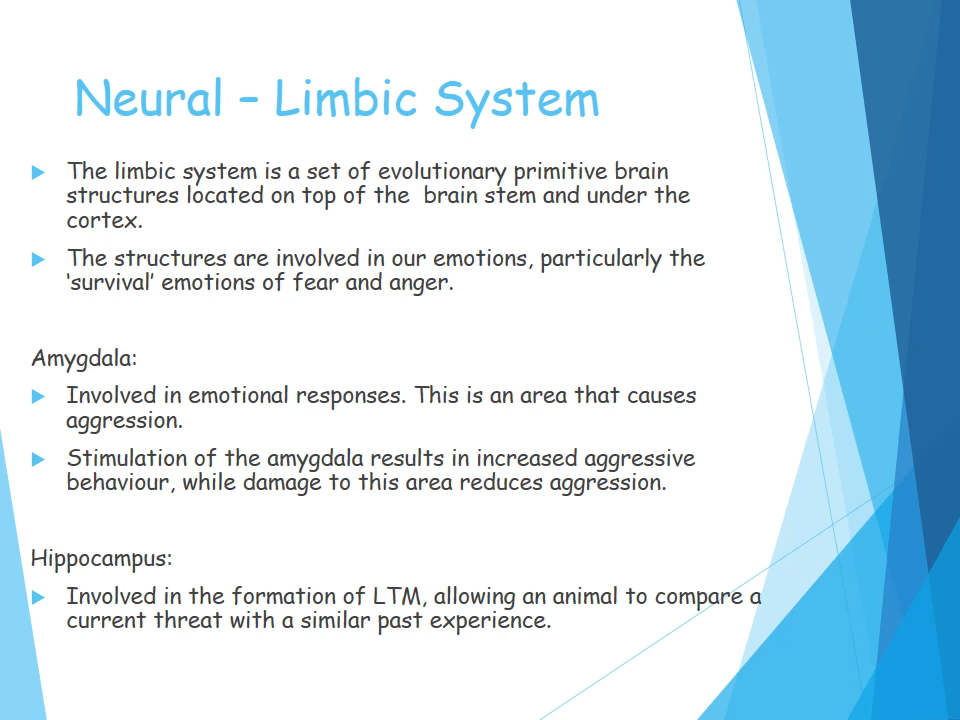 Neural – Limbic System
The limbic system is a set of evolutionary primitive brain
structures located on top of the  brain stem and under the
cortex.
The structures are involved in our emotions, particularly the
‘survival’ emotions of fear and anger.
Amygdala:
Involved in emotional responses. This is an area that causes
aggression.
Stimulation of the amygdala results in increased aggressive
behaviour, while damage to this area reduces aggression.
Hippocampus:
Involved in the formation of LTM, allowing an animal to compare a
current threat with a similar past experience.